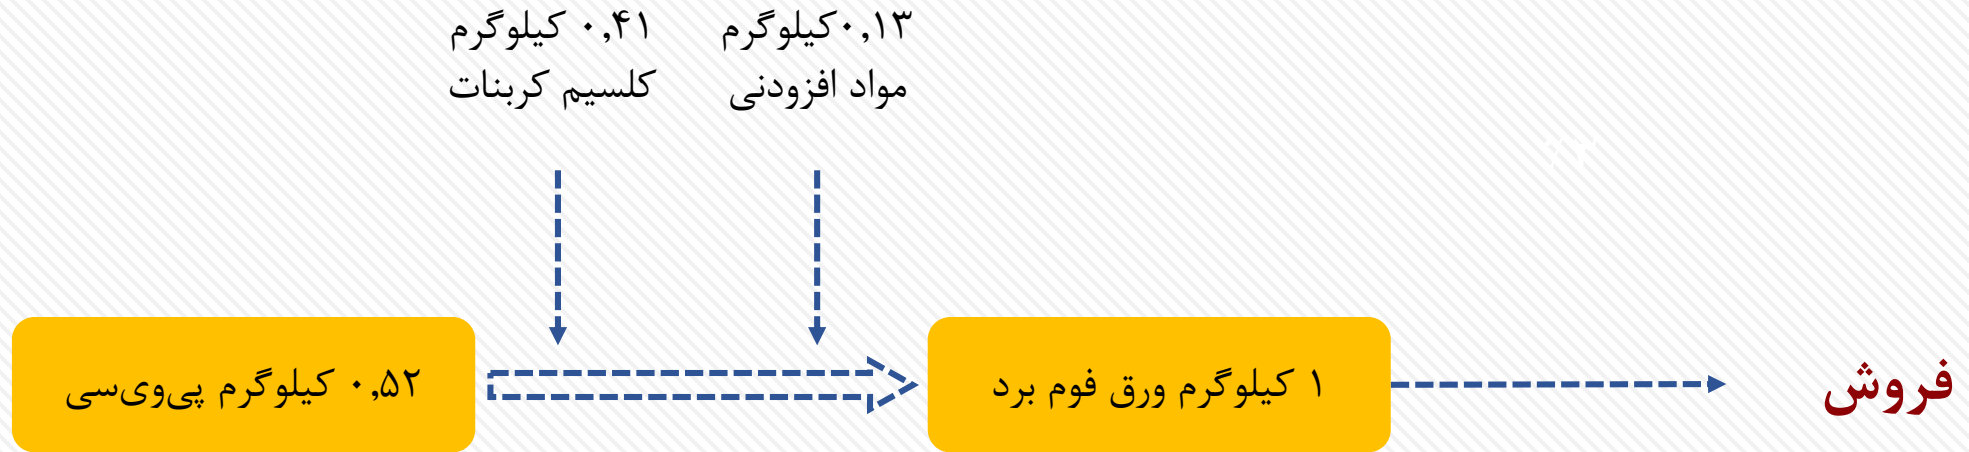 ۰,۴۱ کیلوگرم
کلسیم کربنات
۰,۱۳کیلوگرم
مواد افزودنی
۰,۵۲ کیلوگرم پی‌وی‌سی
۱ کیلوگرم ورق فوم برد
فروش